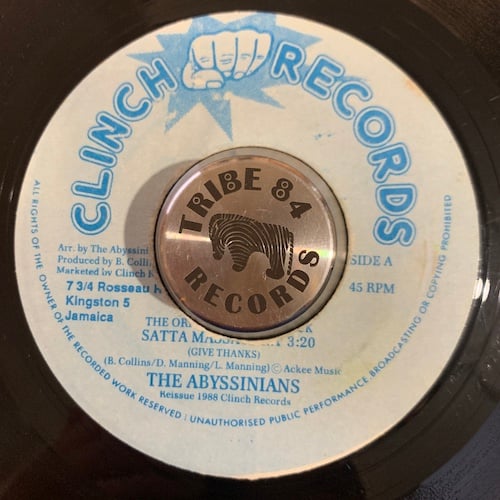 CLINCH RECORDS
TRIBE 84
RECORDS
Arr. by The Abyssini
Produced by B. Colli
Marketed by Clinch R
7 3/4 Rosseau R
Kingston 5
Jamaica
SIDE A
45 RPM
THE
SATTA 3:20
(GIVE THANKS)
(B. Collins/D. Manning/L. Manning) © Ackee Music
THE ABYSSINIANS
Reissue 1988 Clinch Records
ALL RIGHTS OF THE OWNER OF THE RECORDED WORK RESERVED : UNAUTHORISED PUBLIC PERFORMANCE BROADCASTING OR COPYING PROHIBITED